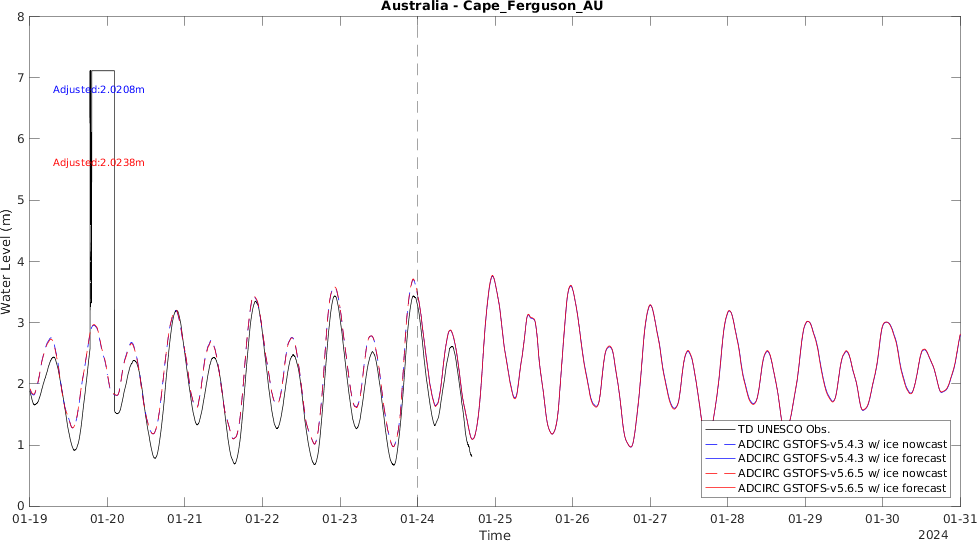 Australia - Cape_Ferguson_AU
8
7
6
5
4
3
2
1
0
Water Level (m)
Adjusted:2.0208m
Adjusted:2.0238m
TD UNESCO Obs.
ADCIRC GSTOFS-v5.4.3 w/ ice nowcast
ADCIRC GSTOFS-v5.4.3 w/ ice forecast
ADCIRC GSTOFS-v5.6.5 w/ ice nowcast
ADCIRC GSTOFS-v5.6.5 w/ ice forecast
01-19 01-20 01-21 01-22 01-23 01-24 01-25 01-26 01-27 01-28 01-29 01-30 01-31
Time
2024